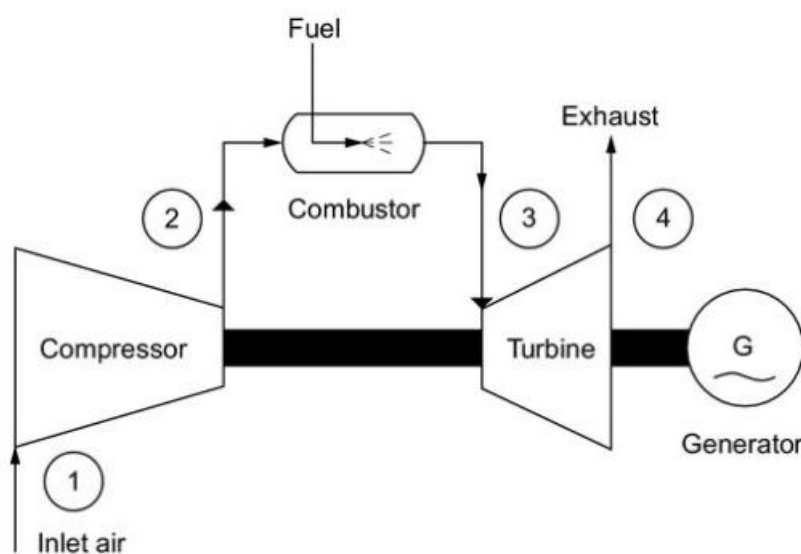 Fuel
Exhaust
Combustor
2
3
4
Compressor
Turbine
G
Generator
1
Inlet air